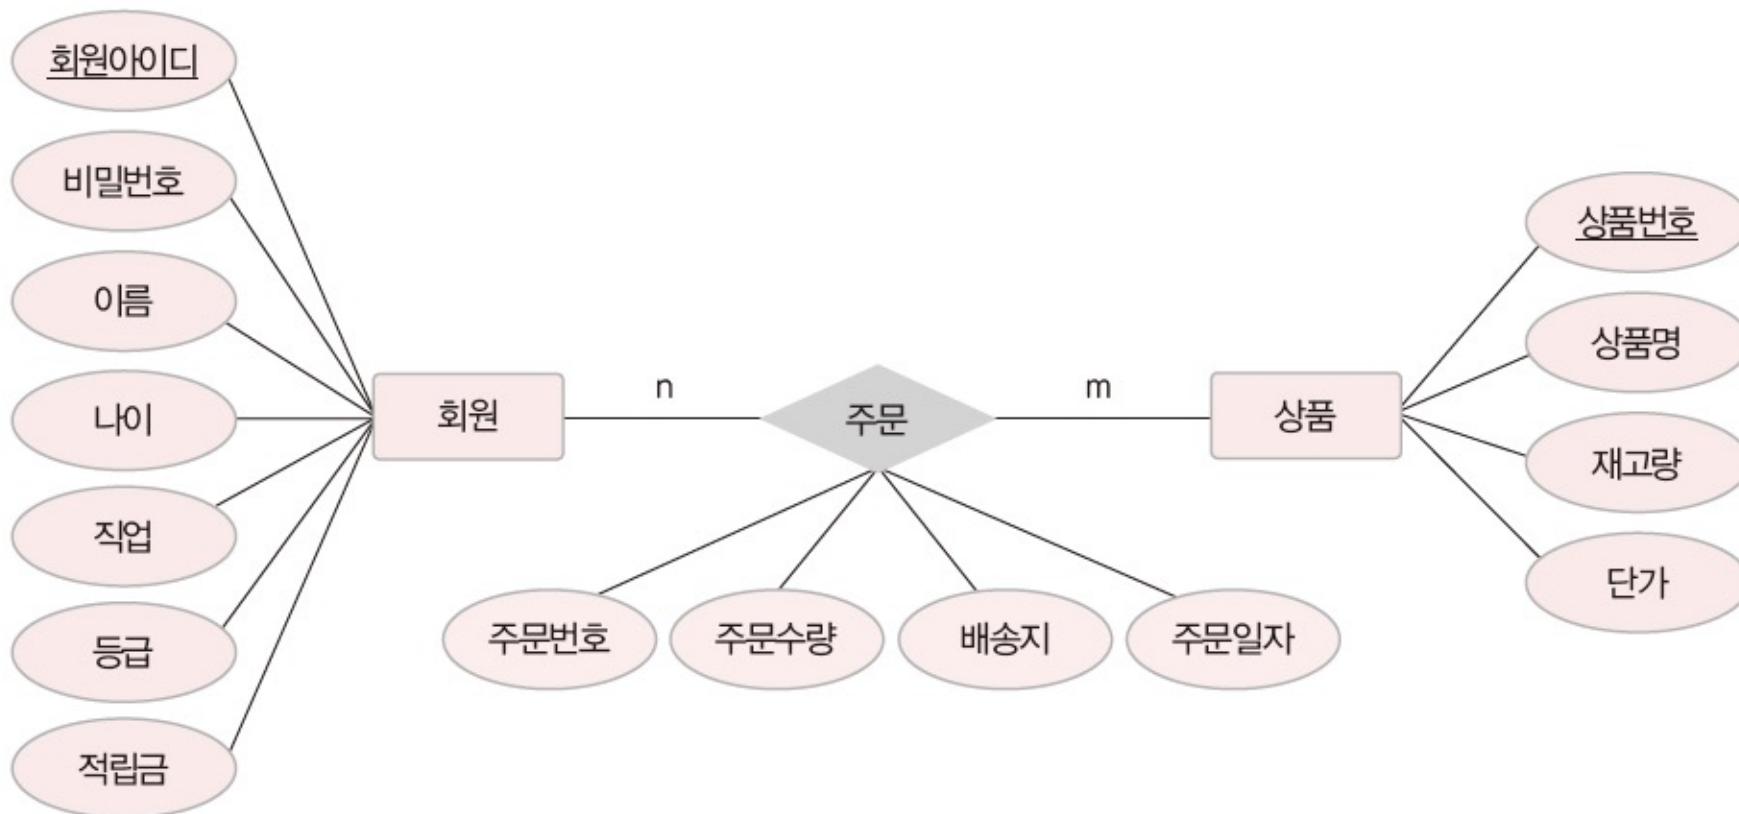 회원아이디
비밀번호
이름
나이
직업
등급
적립금
회원
n
주문
m
상품
주문번호
주문수량
배송지
주문일자
상품번호
상품명
재고량
단가